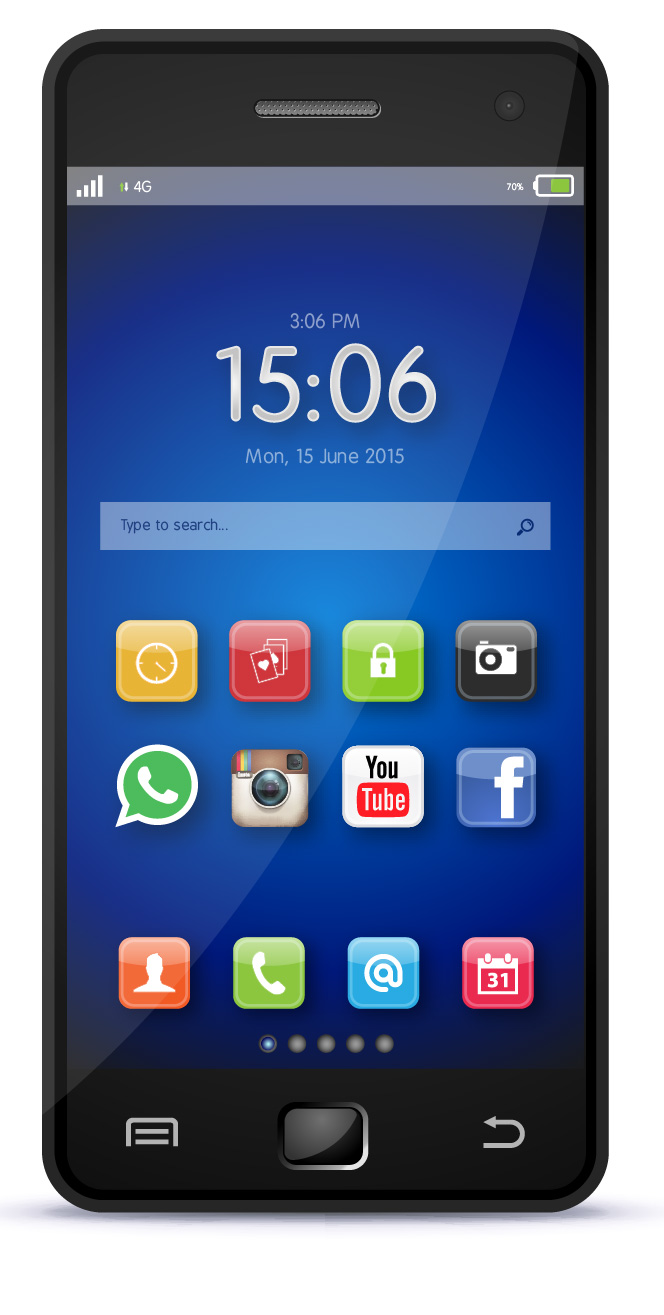 4G 70%
3:06 PM
15:06
Mon, 15 June 2015
Type to search...
You
Tube
f
@
31